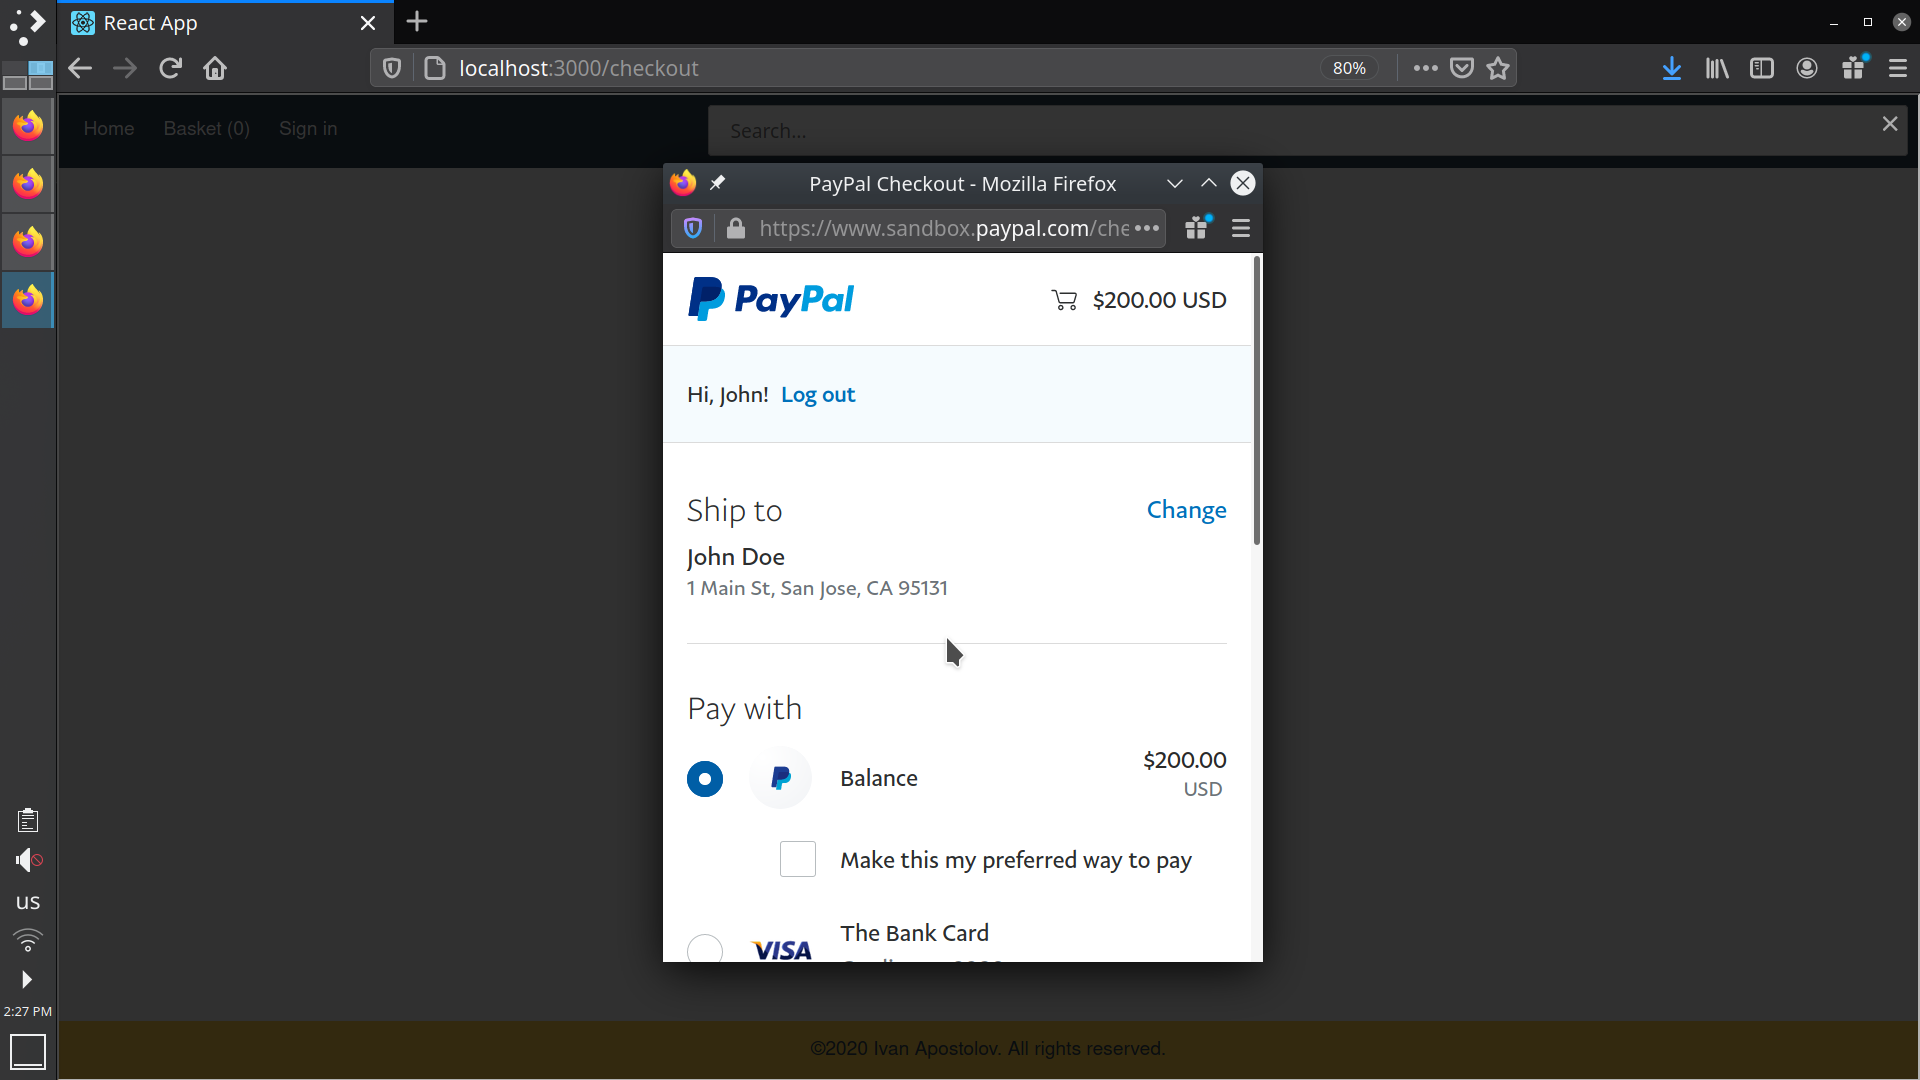 React App
localhost:3000/checkout
80%
Home Basket (0) Sign in
Search...
PayPal Checkout - Mozilla Firefox
https://www.sandbox.paypal.com/che
PayPal
$200.00 USD
Hi, John! Log out
Ship to
Change
John Doe
1 Main St, San Jose, CA 95131
Pay with
Balance
$200.00
USD
Make this my preferred way to pay
VISA
The Bank Card
us
2:27 PM
©2020 Ivan Apostolov. All rights reserved.